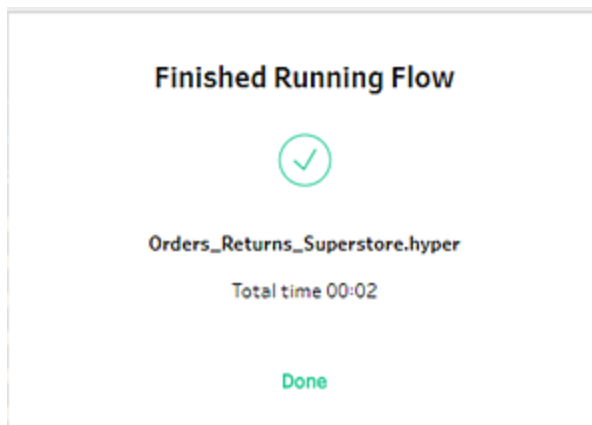 Finished Running Flow
Orders_Returns_Superstore.hyper
Total time 00:02
Done